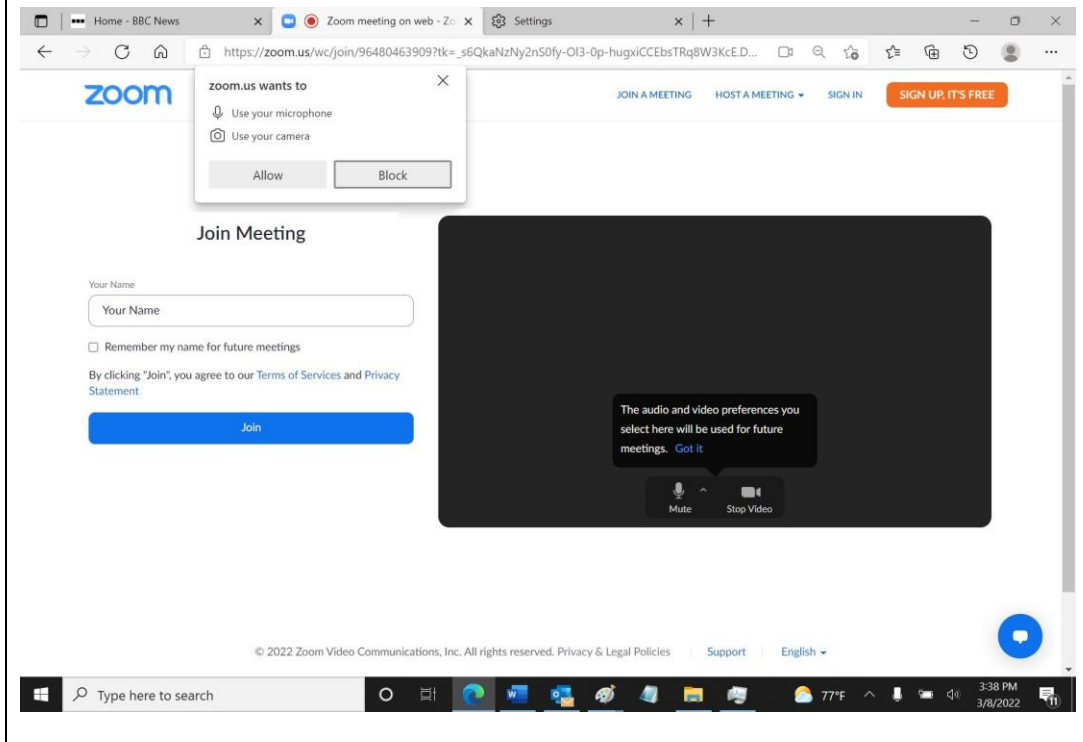 Home - BBC News
Zoom meeting on web - Zo
Settings
https://zoom.us/wc/join/96480463909?tk=_s6QkaNzNy2nS0fy-OI3-0p-hugxiCCEbsTRq8W3KcE.D...
zoom
JOIN A MEETING HOST A MEETING SIGN IN SIGN UP, IT'S FREE
zoom.us wants to
Use your microphone
Use your camera
Allow Block
Join Meeting
Your Name
Your Name
Remember my name for future meetings
By clicking "Join", you agree to our Terms of Services and Privacy
Statement
Join
The audio and video preferences you
select here will be used for future
meetings. Got it
Mute Stop Video
© 2022 Zoom Video Communications, Inc. All rights reserved. Privacy & Legal Policies Support English
Type here to search
77°F
3:38 PM
3/8/2022
11